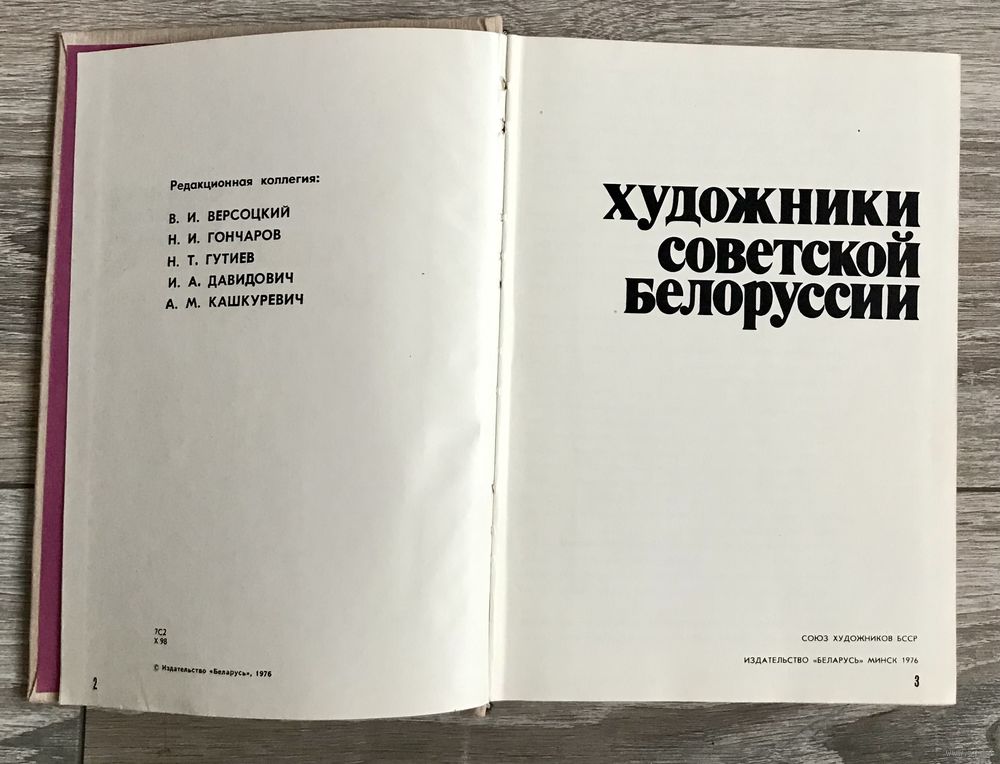 Редакционная коллегия:
В. И. ВЕРСОЦКИЙ
Н. И. ГОНЧАРОВ
Н. Т. ГУТИЕВ
И. А. ДАВИДОВИЧ
А. М. КАШКУРЕВИЧ
7С2
Х 98
© Издательство «Беларусь», 1976
2
ХУДОЖНИКИ
СОВЕТСКОЙ
БЕЛОРУССИИ
СОЮЗ ХУДОЖНИКОВ БССР
ИЗДАТЕЛЬСТВО «БЕЛАРУСЬ» МИНСК 1976
3